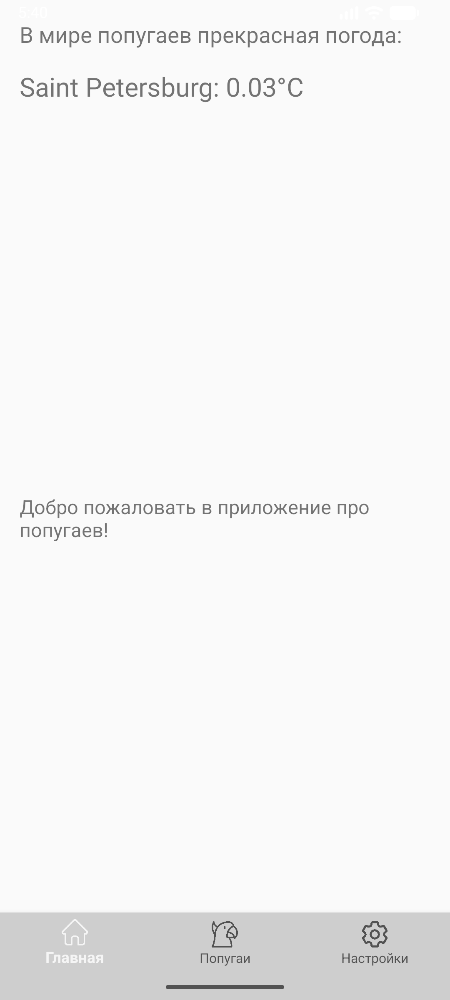 5:40
В мире попугаев прекрасная погода:
Saint Petersburg: 0.03°C
Добро пожаловать в приложение про
попугаев!
Главная
Попугаи
Настройки